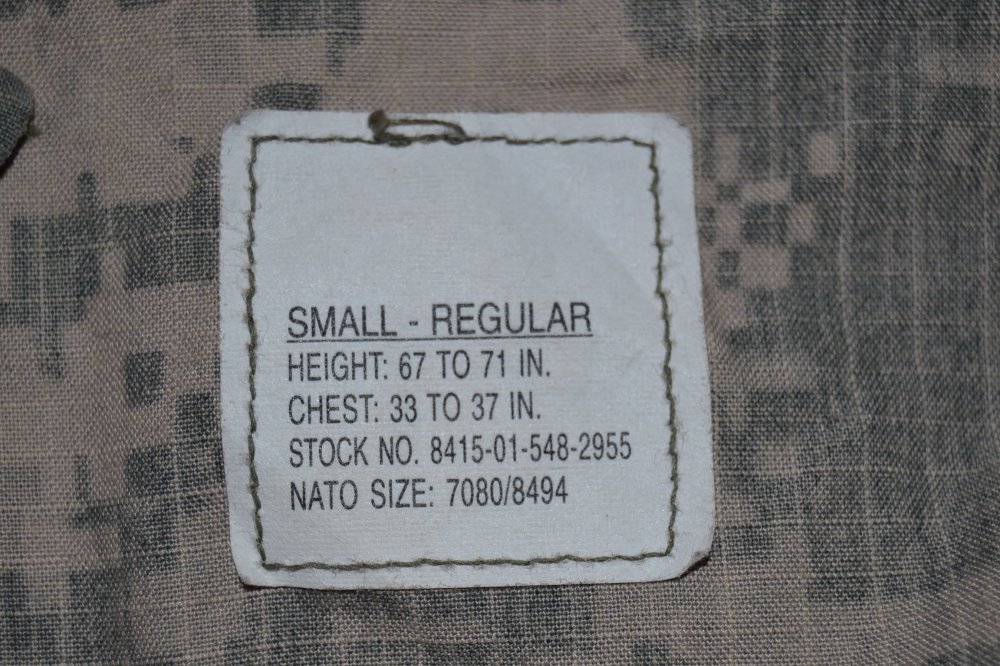 SMALL - REGULAR
HEIGHT: 67 TO 71 IN.
CHEST: 33 TO 37 IN.
STOCK NO. 8415-01-548-2955
NATO SIZE: 7080/8494